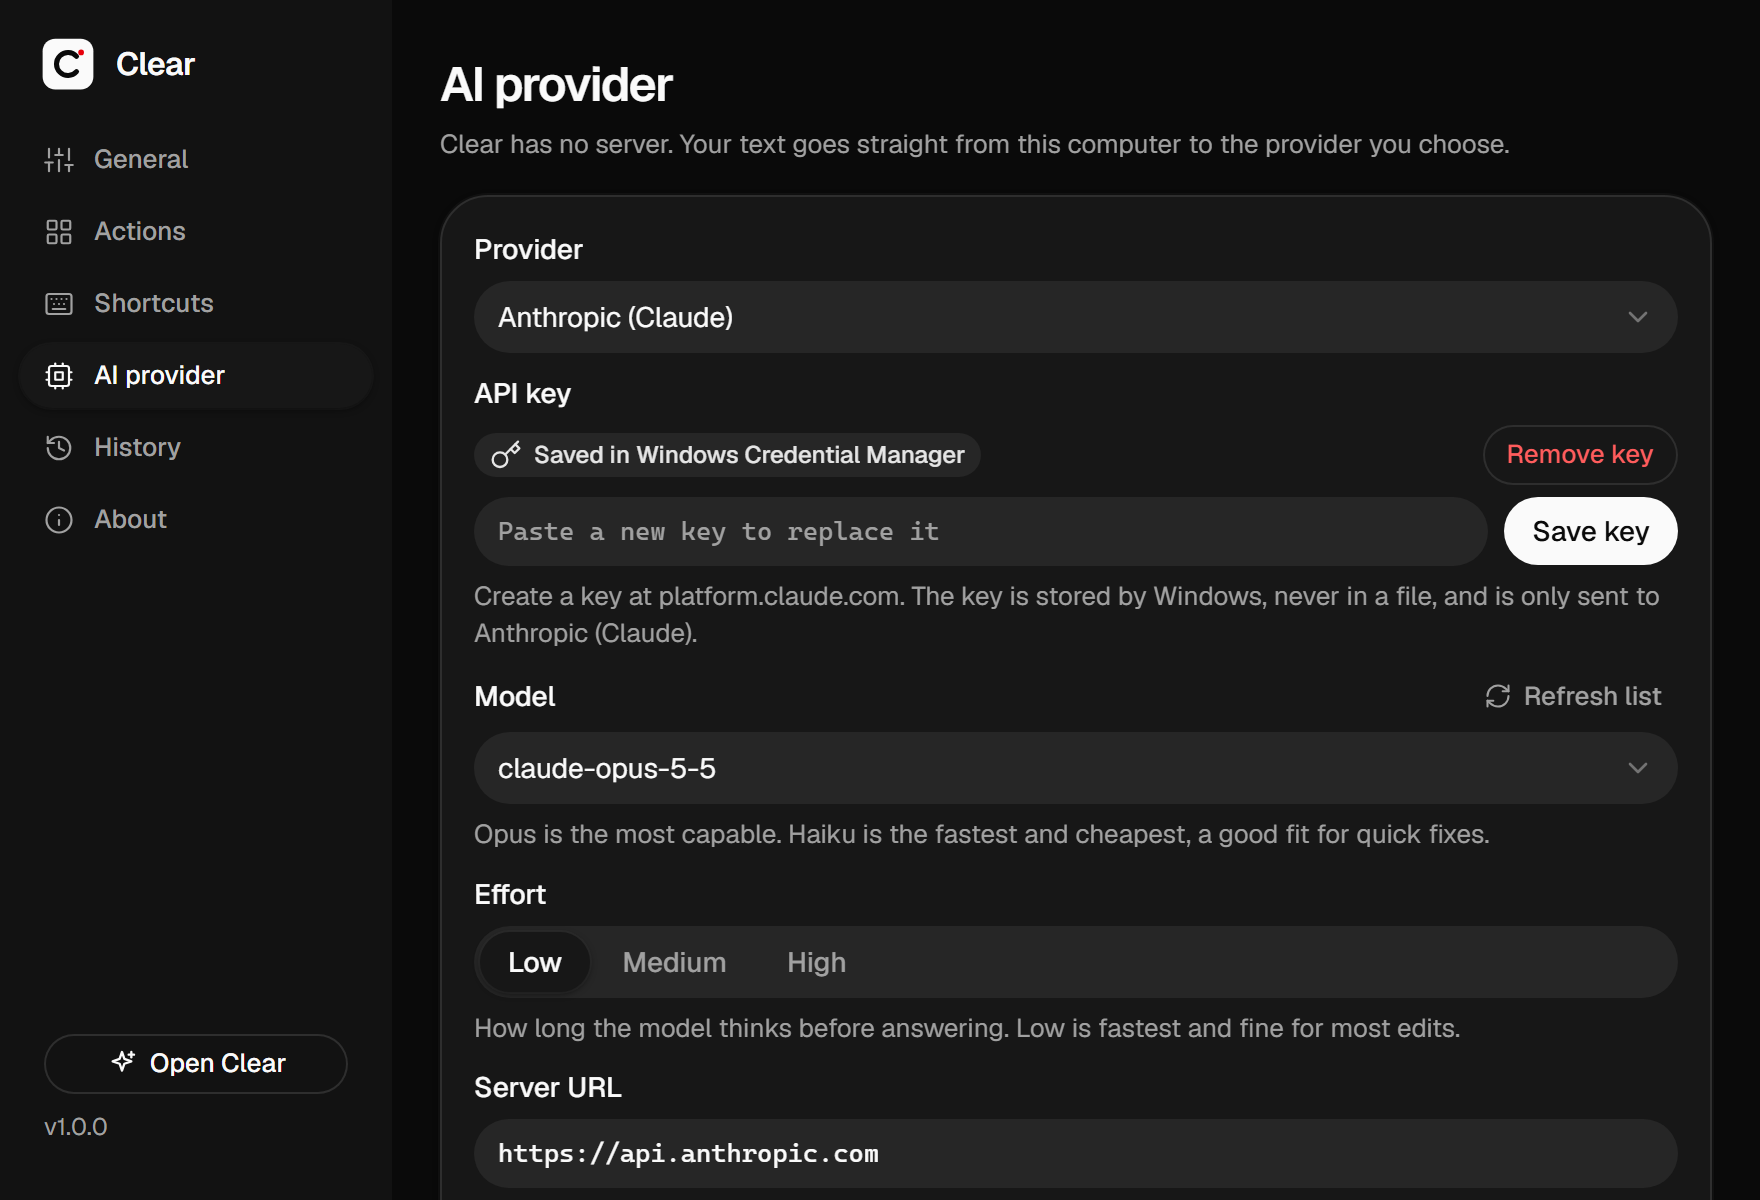 Clear
General
Actions
Shortcuts
AI provider
History
About
Open Clear
v1.0.0
AI provider
Clear has no server. Your text goes straight from this computer to the provider you choose.
Provider
Anthropic (Claude)
API key
Saved in Windows Credential Manager
Remove key
Paste a new key to replace it
Save key
Create a key at platform.claude.com. The key is stored by Windows, never in a file, and is only sent to
Anthropic (Claude).
Model
Refresh list
claude-opus-5-5
Opus is the most capable. Haiku is the fastest and cheapest, a good fit for quick fixes.
Effort
Low
Medium
High
How long the model thinks before answering. Low is fastest and fine for most edits.
Server URL
https://api.anthropic.com